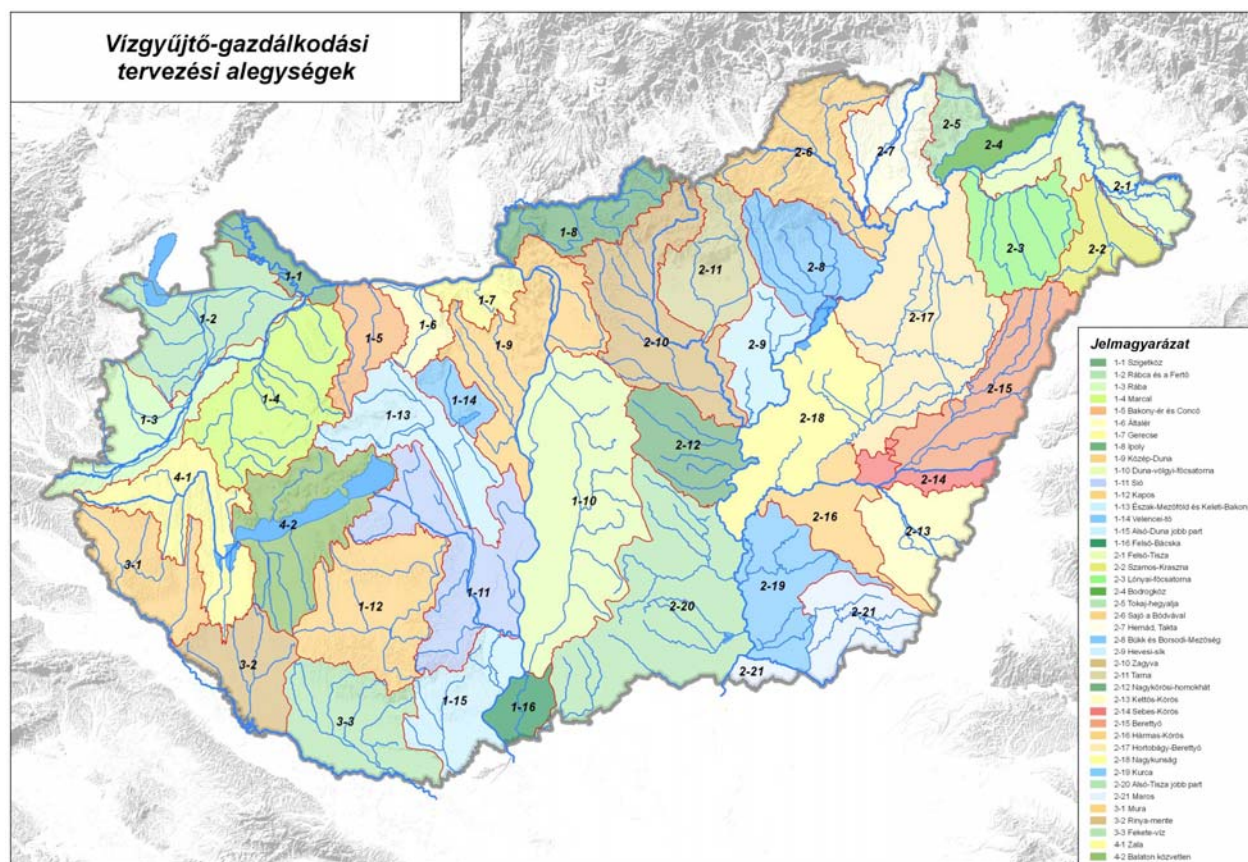 Vízgyűjtő-gazdálkodási
tervezési alegységek
2-5
2-4
2-6
2-7
2-1
1-8
1-1
2-11
2-8
2-3
2-2
1-2
1-7
1-5
1-6
1-9
2-10
2-9
2-17
1-4
1-3
1-14
1-13
2-15
2-18
2-12
4-1
2-14
1-10
4-2
2-16
2-13
3-1
2-19
1-12
1-11
2-20
2-21
3-2
2-21
1-15
1-16
3-3
Jelmagyarázat
1-1 Szigetköz
1-2 Rábca és a Fertő
1-3 Rába
1-4 Marcal
1-5 Bakony-ér és Concó
1-6 Általér
1-7 Gerecse
1-8 Ipoly
1-9 Közép-Duna
1-10 Duna-völgyi-főcsatorna
1-11 Sió
1-12 Kapos
1-13 Észak-Mezőföld és Keleti-Bakony
1-14 Velencei-tó
1-15 Alsó-Duna jobb part
1-16 Felső-Bácska
2-1 Felső-Tisza
2-2 Szamos-Kraszna
2-3 Lónyai-főcsatorna
2-4 Bodrogköz
2-5 Tokaj-hegyalja
2-6 Sajó a Bódvával
2-7 Hernád, Takta
2-8 Bükk és Borsodi-Mezőség
2-9 Hevesi-sík
2-10 Zagyva
2-11 Tarna
2-12 Nagykőrösi-homokhát
2-13 Kettős-Körös
2-14 Sebes-Körös
2-15 Berettyó
2-16 Hármas-Körös
2-17 Hortobágy-Berettyó
2-18 Nagykunság
2-19 Kurca
2-20 Alsó-Tisza jobb part
2-21 Maros
3-1 Mura
3-2 Rinya-mente
3-3 Fekete-víz
4-1 Zala
4-2 Balaton közvetlen